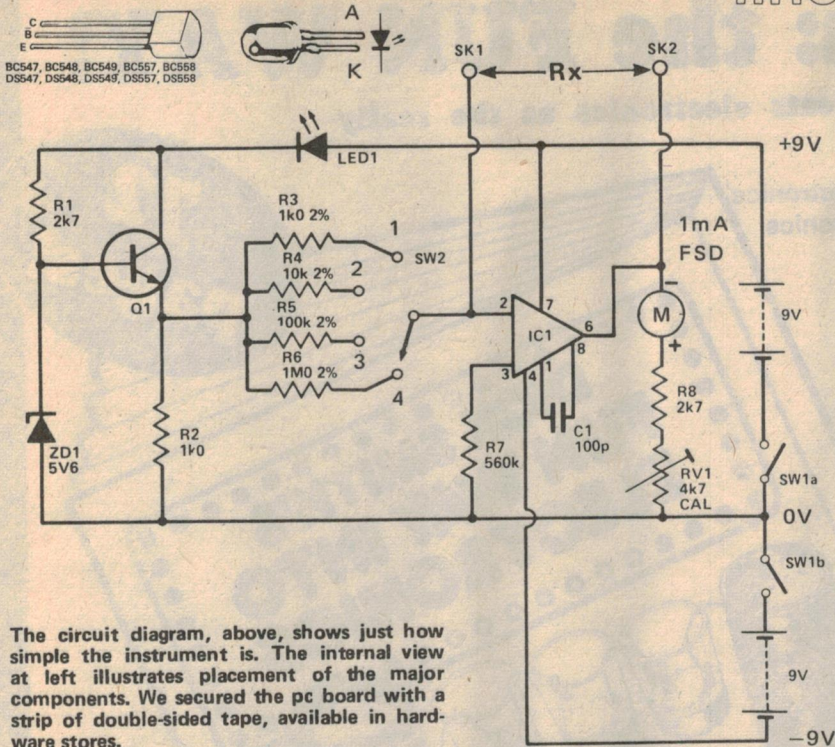 C
B
E
BC547, BC548, BC549, BC557, BC558
DS547, DS548, DS549, DS557, DS558
A
K
SK1
Rx
SK2
LED1
+9V
R1
2k7
Q1
ZD1
5V6
R2
1k0
R3
1k0 2%
R4
10k 2%
R5
100k 2%
R6
1M0 2%
1
2
3
4
SW2
2
3
7
IC1
6
8
1
4
C1
100p
R7
560k
1mA
FSD
−
M
+
R8
2k7
RV1
4k7
CAL
9V
SW1a
0V
SW1b
9V
−9V
The circuit diagram, above, shows just how
simple the instrument is. The internal view
at left illustrates placement of the major
components. We secured the pc board with a
strip of double-sided tape, available in hard-
ware stores.